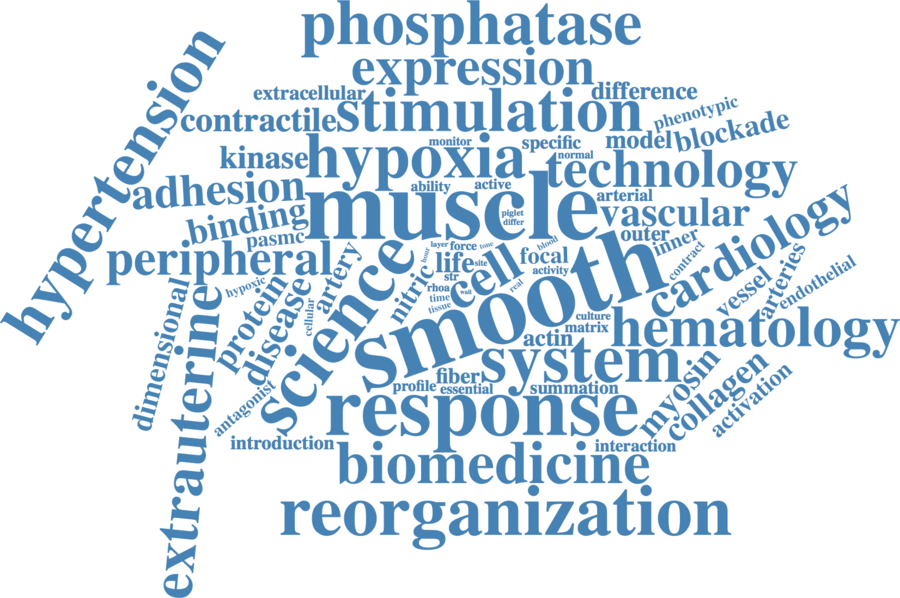 phosphatase
expression
hypertension
extracellular
difference
stimulation
contractile
phenotypic
blockade
model
specific
monitor
normal
kinase
hypoxia
technology
adhesion
ability
active
muscle
arterial
vascular
binding
piglet
differ
pasmc
outer
inner
peripheral
artery
science
layer
force
tone
blood
hour
life
site
cell
focal
activity
smooth
contract
cardiology
vessel
arteries
endothelial
hypoxic
protein
disease
cellular
nitric
str
rhoa
time
tissue
wall
real
dimensional
extrauterine
culture
matrix
actin
hematology
system
fiber
profile
essential
summation
myosin
collagen
activation
antagonist
response
introduction
interaction
biomedicine
reorganization